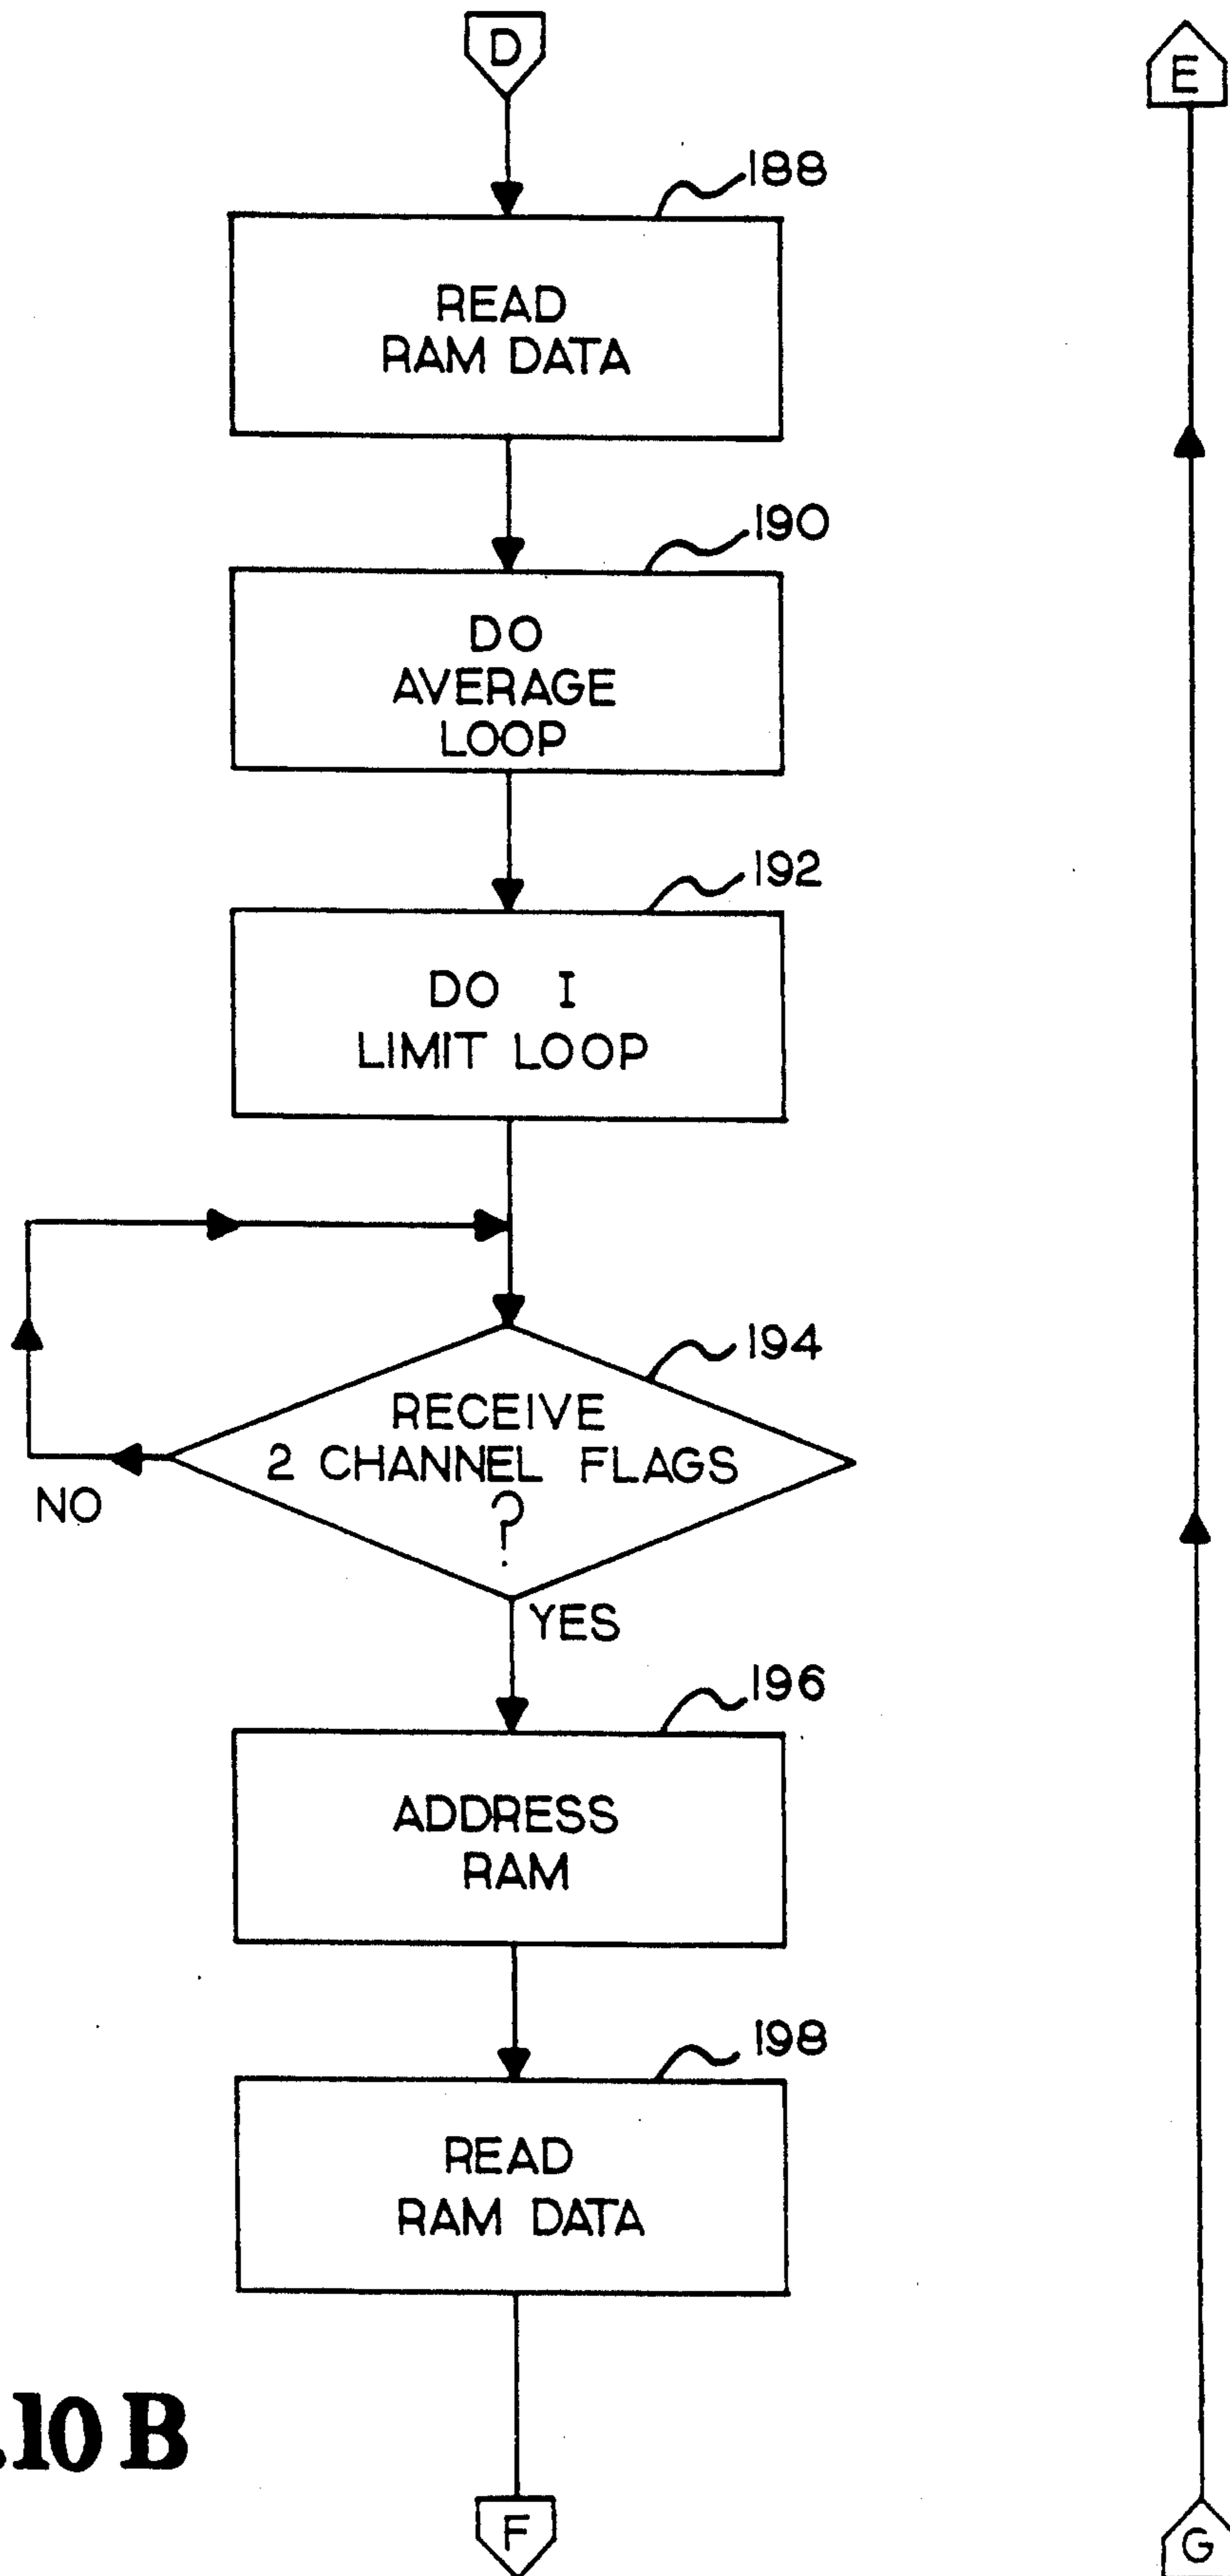 D
E
188
READ
RAM DATA
190
DO
AVERAGE
LOOP
192
DO I
LIMIT LOOP
194
RECEIVE
2 CHANNEL FLAGS
?
NO
YES
196
ADDRESS
RAM
198
READ
RAM DATA
.10 B
F
G